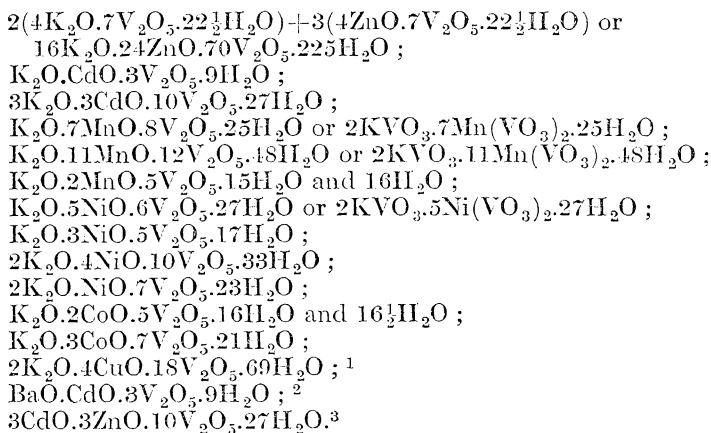 2(4K₂O.7V₂O₅.22½H₂O)+3(4ZnO.7V₂O₅.22½H₂O) or
16K₂O.24ZnO.70V₂O₅.225H₂O ;
K₂O.CdO.3V₂O₅.9H₂O ;
3K₂O.3CdO.10V₂O₅.27H₂O ;
K₂O.7MnO.8V₂O₅.25H₂O or 2KVO₃.7Mn(VO₃)₂.25H₂O ;
K₂O.11MnO.12V₂O₅.48H₂O or 2KVO₃.11Mn(VO₃)₂.48H₂O ;
K₂O.2MnO.5V₂O₅.15H₂O and 16H₂O ;
K₂O.5NiO.6V₂O₅.27H₂O or 2KVO₃.5Ni(VO₃)₂.27H₂O ;
K₂O.3NiO.5V₂O₅.17H₂O ;
2K₂O.4NiO.10V₂O₅.33H₂O ;
2K₂O.NiO.7V₂O₅.23H₂O ;
K₂O.2CoO.5V₂O₅.16H₂O and 16½H₂O ;
K₂O.3CoO.7V₂O₅.21H₂O ;
2K₂O.4CuO.18V₂O₅.69H₂O ; ¹
BaO.CdO.3V₂O₅.9H₂O ; ²
3CdO.3ZnO.10V₂O₅.27H₂O.³